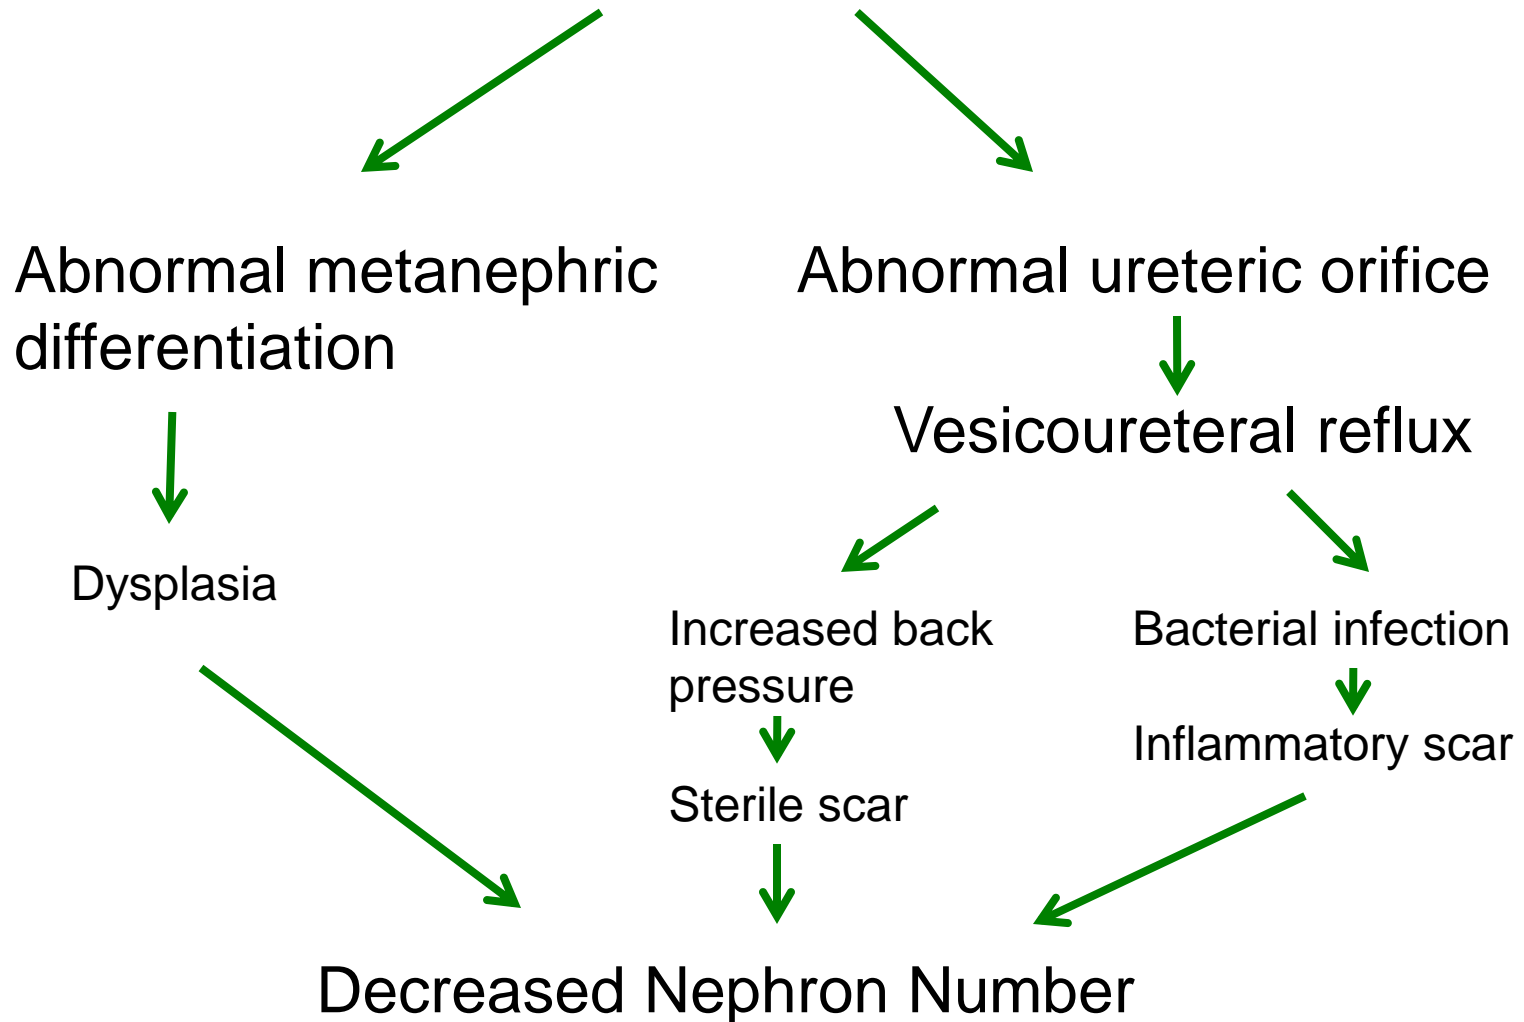 Abnormal metanephric
differentiation
Abnormal ureteric orifice
Vesicoureteral reflux
Dysplasia
Increased back
pressure
Bacterial infection
Inflammatory scar
Sterile scar
Decreased Nephron Number